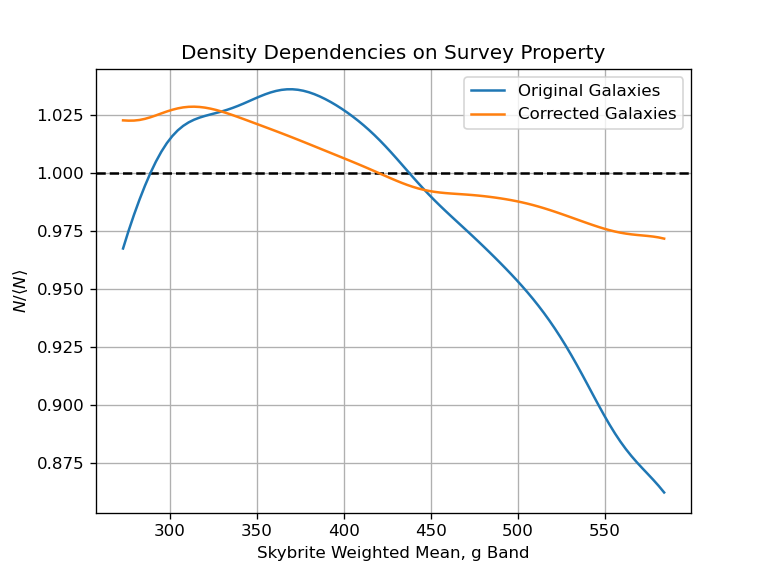 Density Dependencies on Survey Property
Original Galaxies
Corrected Galaxies
1.025
1.000
0.975
0.950
0.925
0.900
0.875
N/⟨N⟩
300 350 400 450 500 550
Skybrite Weighted Mean, g Band